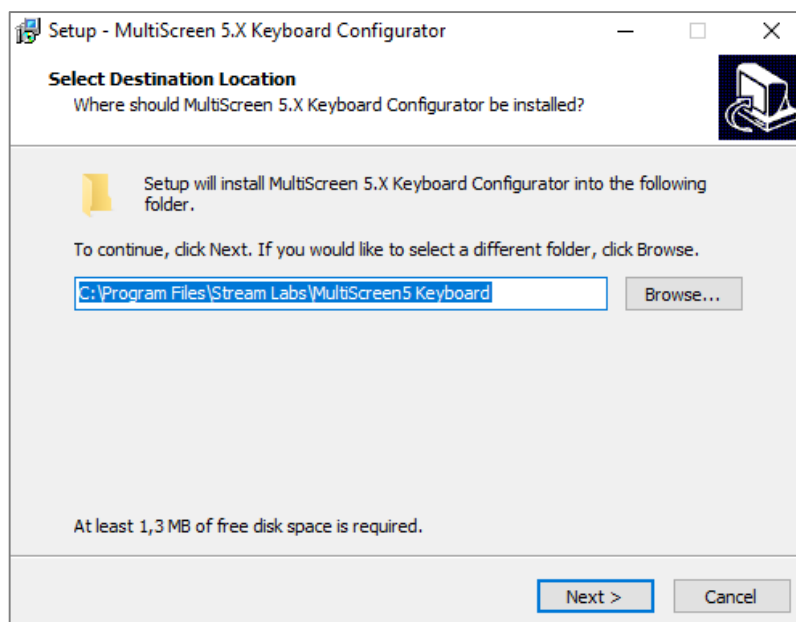 Setup - MultiScreen 5.X Keyboard Configurator
Select Destination Location
Where should MultiScreen 5.X Keyboard Configurator be installed?
Setup will install MultiScreen 5.X Keyboard Configurator into the following
folder.
To continue, click Next. If you would like to select a different folder, click Browse.
C:\Program Files\Stream Labs\MultiScreen5 Keyboard
Browse...
At least 1,3 MB of free disk space is required.
Next >
Cancel